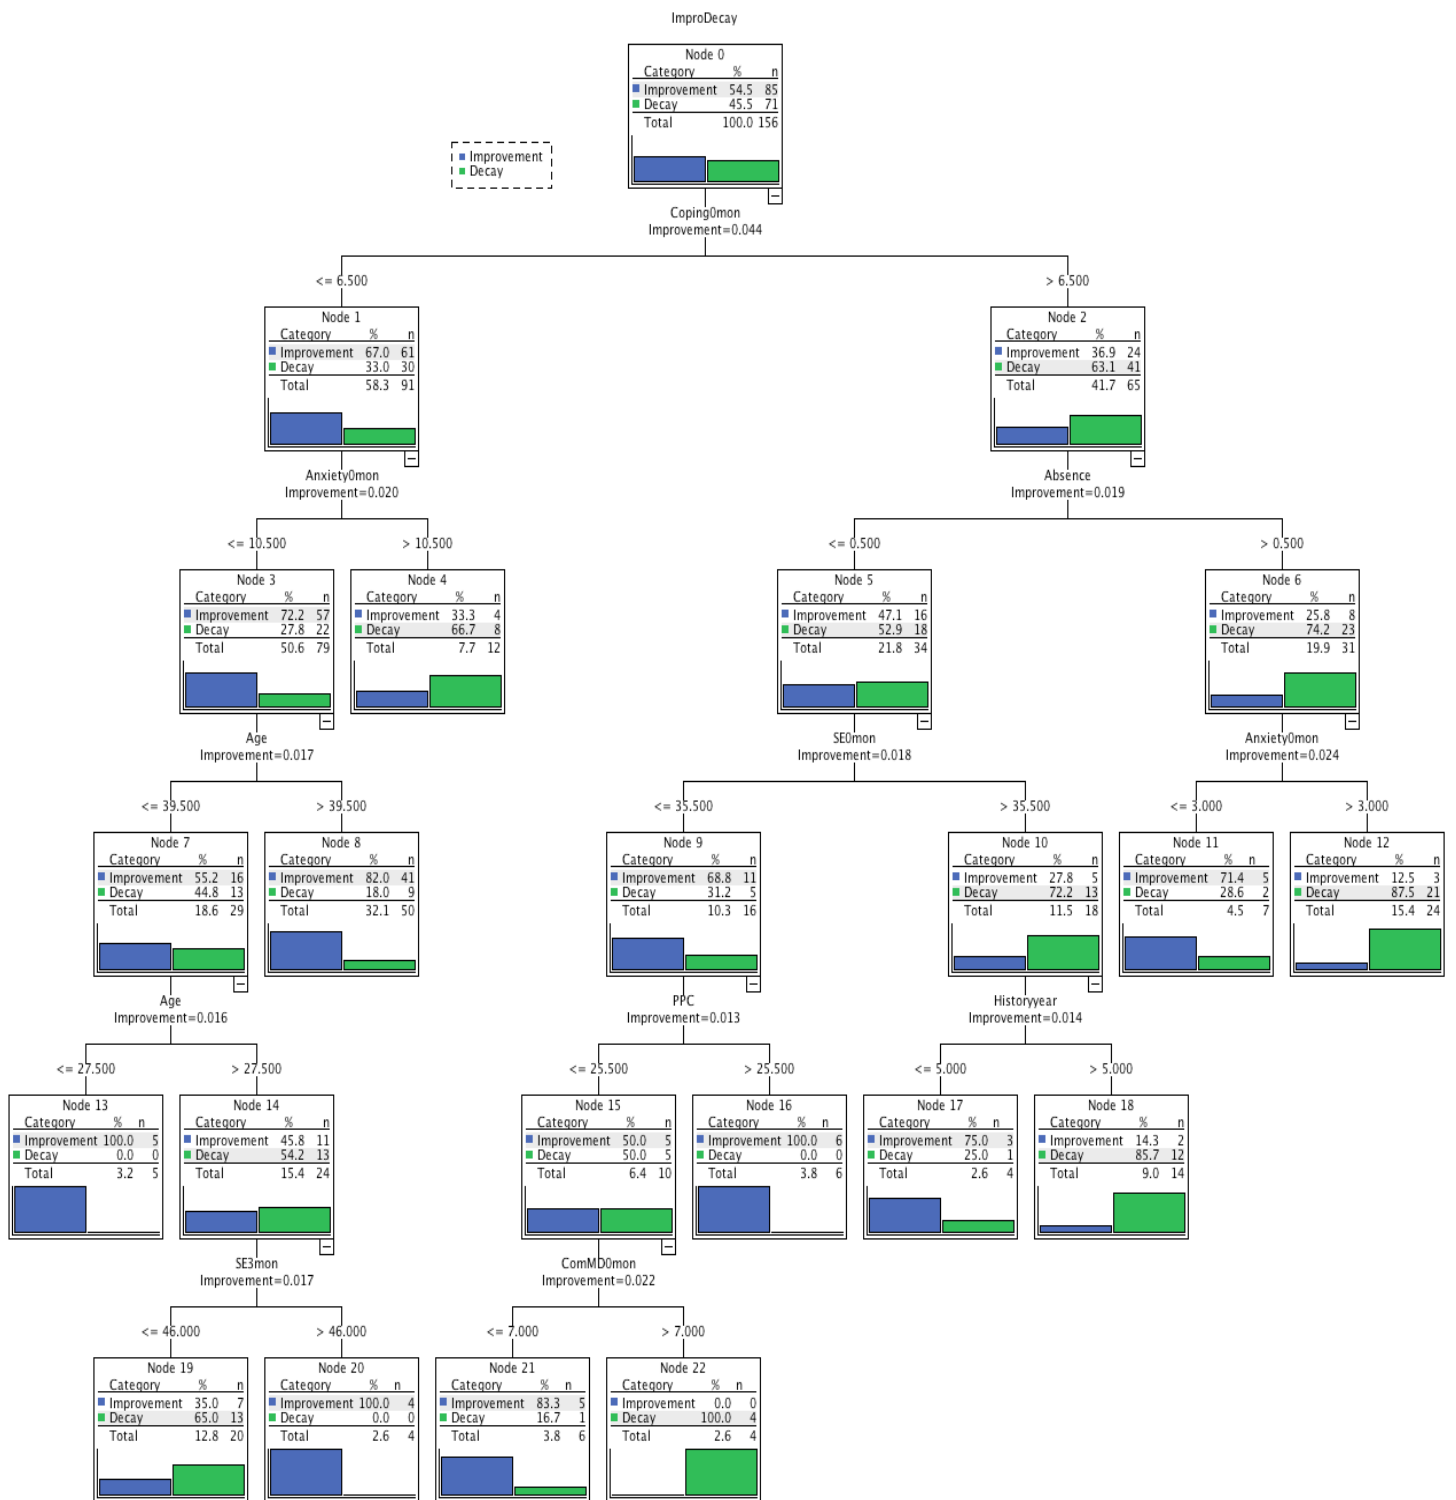 ImproDecay
Node 0
Category % n
Improvement 54.5 85
Decay 45.5 71
Total 100.0 156
Improvement
Decay
Coping0mon
Improvement=0.044
<= 6.500
> 6.500
Node 1
Category % n
Improvement 67.0 61
Decay 33.0 30
Total 58.3 91
Node 2
Category % n
Improvement 36.9 24
Decay 63.1 41
Total 41.7 65
Anxiety0mon
Improvement=0.020
Absence
Improvement=0.019
<= 10.500
> 10.500
<= 0.500
> 0.500
Node 3
Category % n
Improvement 72.2 57
Decay 27.8 22
Total 50.6 79
Node 4
Category % n
Improvement 33.3 4
Decay 66.7 8
Total 7.7 12
Node 5
Category % n
Improvement 47.1 16
Decay 52.9 18
Total 21.8 34
Node 6
Category % n
Improvement 25.8 8
Decay 74.2 23
Total 19.9 31
Age
Improvement=0.017
SE0mon
Improvement=0.018
Anxiety0mon
Improvement=0.024
<= 39.500
> 39.500
<= 35.500
> 35.500
<= 3.000
> 3.000
Node 7
Category % n
Improvement 55.2 16
Decay 44.8 13
Total 18.6 29
Node 8
Category % n
Improvement 82.0 41
Decay 18.0 9
Total 32.1 50
Node 9
Category % n
Improvement 68.8 11
Decay 31.2 5
Total 10.3 16
Node 10
Category % n
Improvement 27.8 5
Decay 72.2 13
Total 11.5 18
Node 11
Category % n
Improvement 71.4 5
Decay 28.6 2
Total 4.5 7
Node 12
Category % n
Improvement 12.5 3
Decay 87.5 21
Total 15.4 24
Age
Improvement=0.016
PPC
Improvement=0.013
Historyyear
Improvement=0.014
<= 27.500
> 27.500
<= 25.500
> 25.500
<= 5.000
> 5.000
Node 13
Category % n
Improvement 100.0 5
Decay 0.0 0
Total 3.2 5
Node 14
Category % n
Improvement 45.8 11
Decay 54.2 13
Total 15.4 24
Node 15
Category % n
Improvement 50.0 5
Decay 50.0 5
Total 6.4 10
Node 16
Category % n
Improvement 100.0 6
Decay 0.0 0
Total 3.8 6
Node 17
Category % n
Improvement 75.0 3
Decay 25.0 1
Total 2.6 4
Node 18
Category % n
Improvement 14.3 2
Decay 85.7 12
Total 9.0 14
SE3mon
Improvement=0.017
ComMD0mon
Improvement=0.022
<= 46.000
> 46.000
<= 7.000
> 7.000
Node 19
Category % n
Improvement 35.0 7
Decay 65.0 13
Total 12.8 20
Node 20
Category % n
Improvement 100.0 4
Decay 0.0 0
Total 2.6 4
Node 21
Category % n
Improvement 83.3 5
Decay 16.7 1
Total 3.8 6
Node 22
Category % n
Improvement 0.0 0
Decay 100.0 4
Total 2.6 4